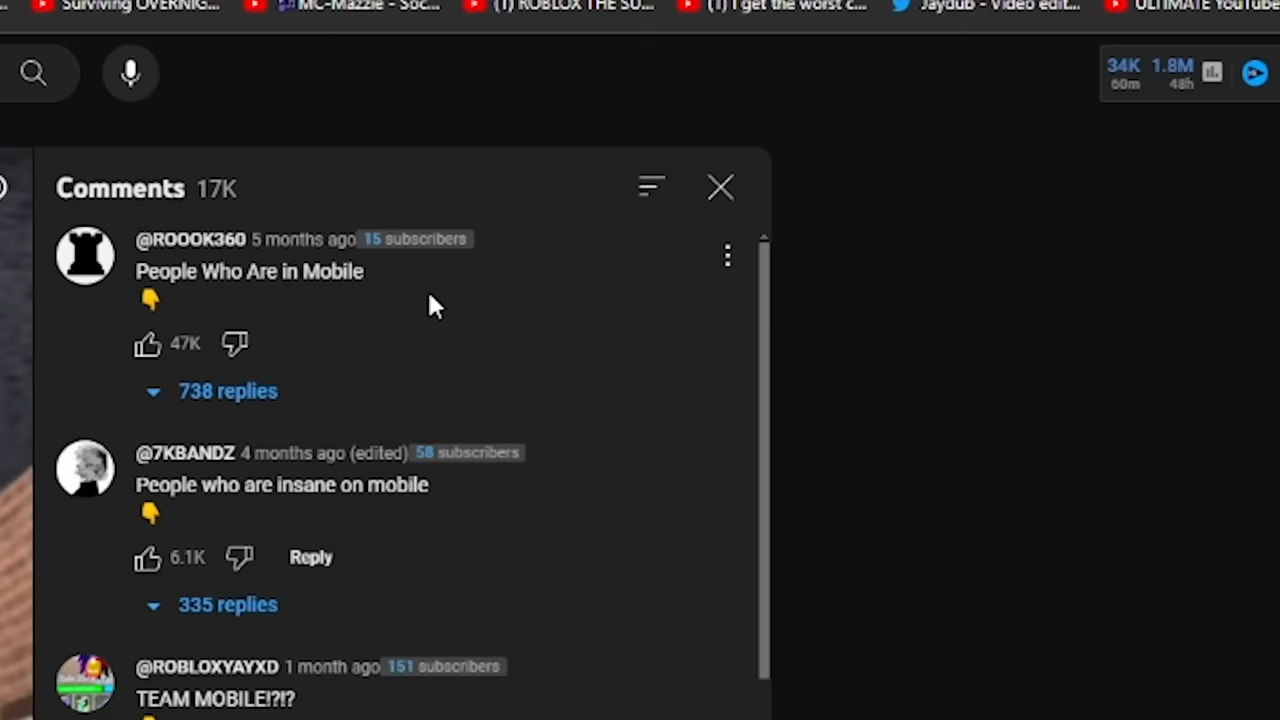 Surviving OVERNIG...
MC-Mazzie - Soc...
(1) ROBLOX THE SU...
(1) I get the worst c...
Jaydub - Video edit...
ULTIMATE YouTube
34K 1.8M
60m 48h
Comments 17K
@ROOOK360 5 months ago 15 subscribers
People Who Are in Mobile
👇
47K
738 replies
@7KBANDZ 4 months ago (edited) 58 subscribers
People who are insane on mobile
👇
6.1K Reply
335 replies
@ROBLOXYAYXD 1 month ago 151 subscribers
TEAM MOBILE!?!?